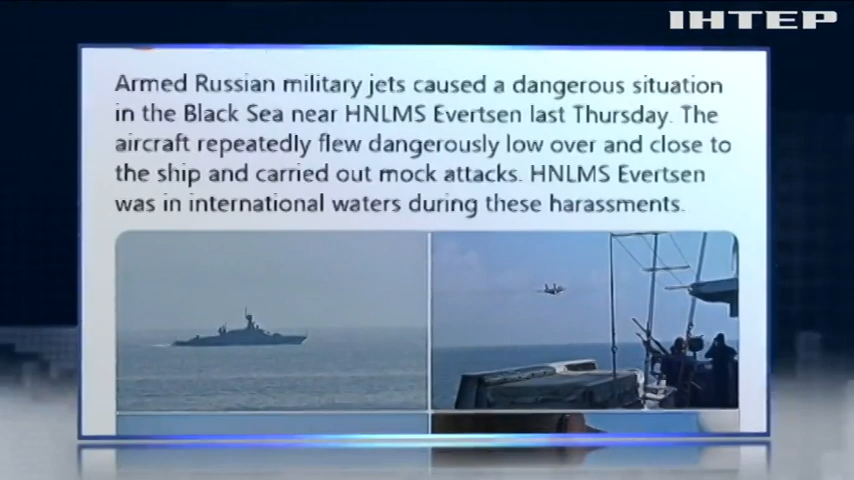 ІНТЕР
Armed Russian military jets caused a dangerous situation
in the Black Sea near HNLMS Evertsen last Thursday. The
aircraft repeatedly flew dangerously low over and close to
the ship and carried out mock attacks. HNLMS Evertsen
was in international waters during these harassments.